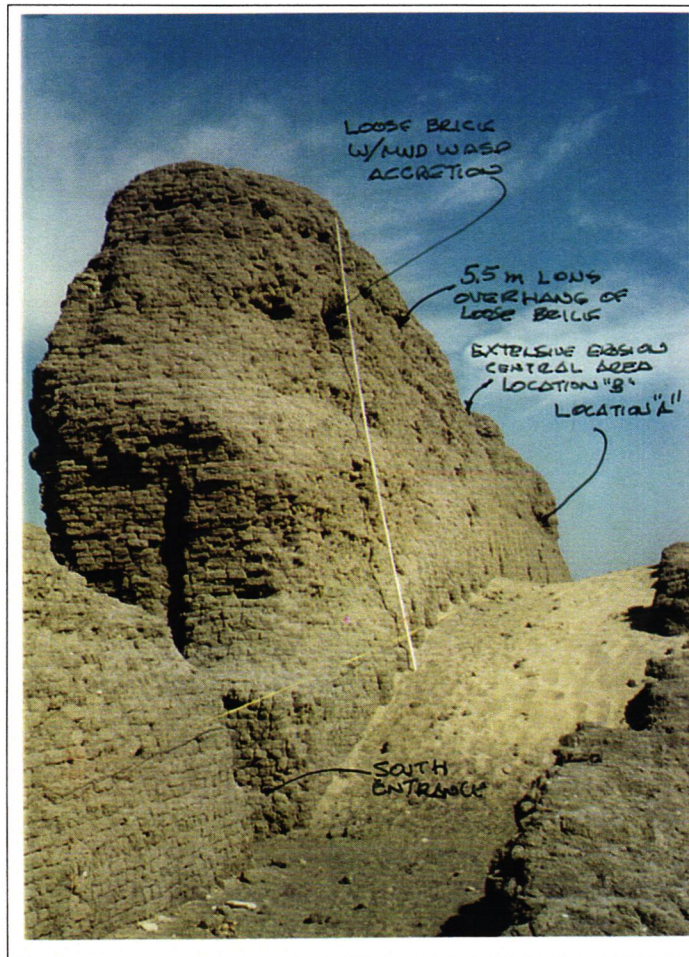 LOOSE BRICK
W/MUD WASP
ACCRETION
5.5 m LONG
OVERHANG OF
LOOSE BRICK
EXTENSIVE EROSION
CENTRAL AREA
LOCATION "B"
LOCATION "A"
SOUTH
ENTRANCE